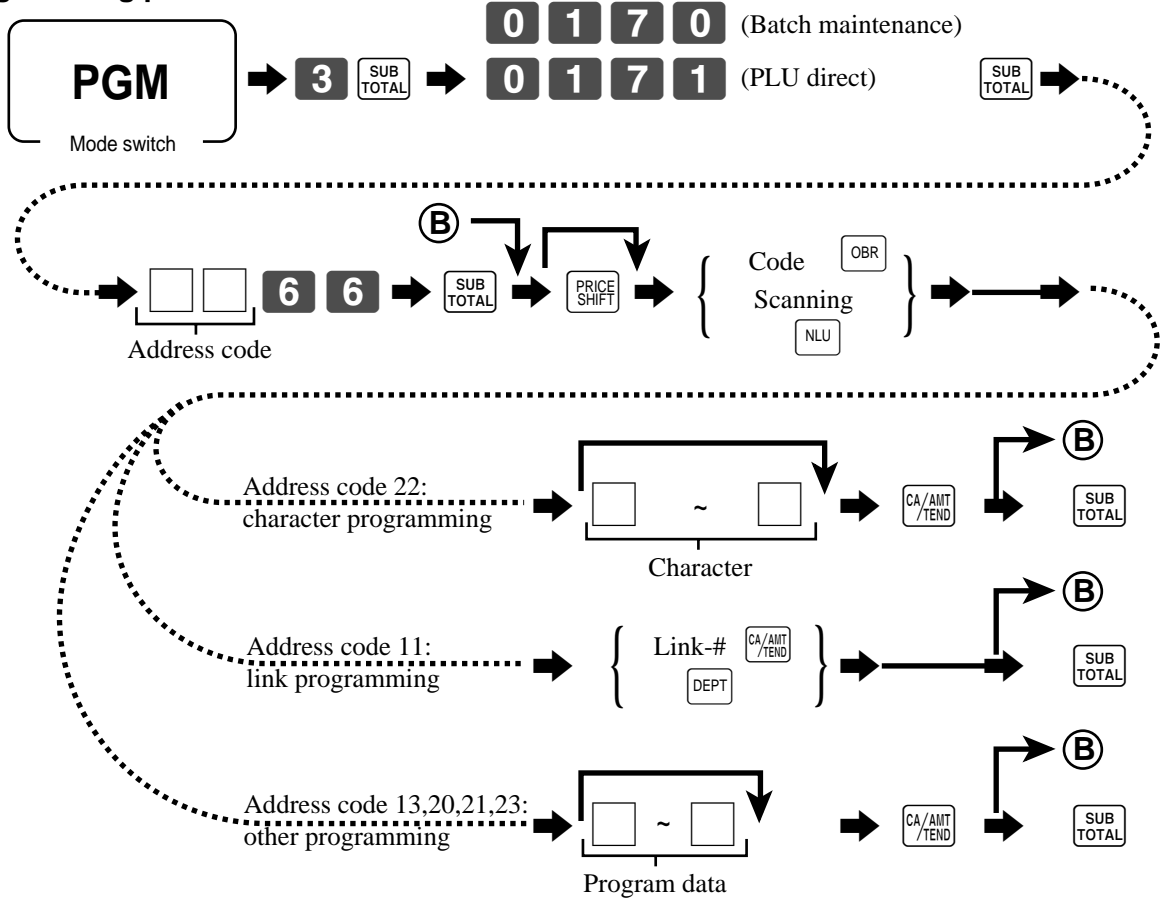 0 1 7 0 (Batch maintenance)
PGM
Mode switch
3 SUB TOTAL
0 1 7 1 (PLU direct)
SUB TOTAL
B
6 6
SUB TOTAL
PRICE SHIFT
Code OBR
Scanning
NLU
Address code
Address code 22:
character programming
~
Character
CA/AMT /TEND
B
SUB TOTAL
Address code 11:
link programming
Link-# CA/AMT /TEND
DEPT
B
SUB TOTAL
Address code 13,20,21,23:
other programming
~
Program data
CA/AMT /TEND
B
SUB TOTAL